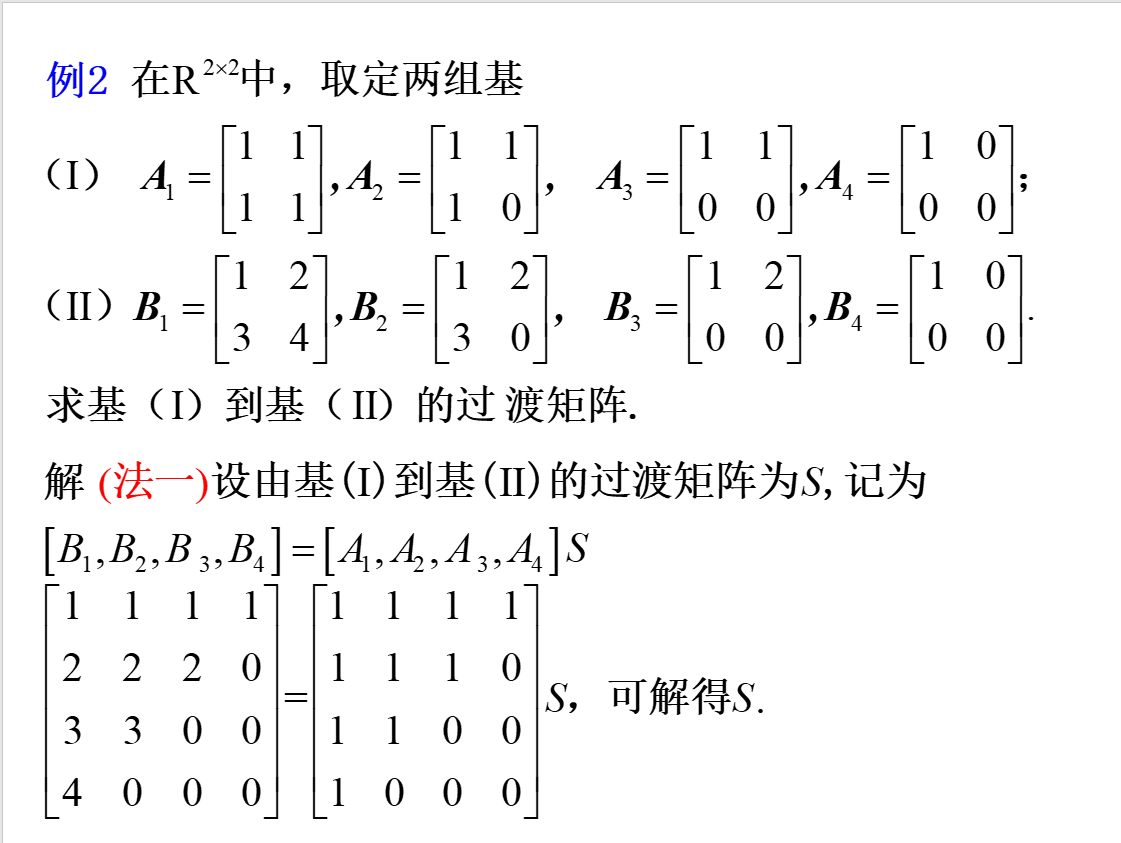 例2 在R^{2×2}中，取定两组基
（I） A_1 = \begin{bmatrix} 1 & 1 \\ 1 & 1 \end{bmatrix}, A_2 = \begin{bmatrix} 1 & 1 \\ 1 & 0 \end{bmatrix}, A_3 = \begin{bmatrix} 1 & 1 \\ 0 & 0 \end{bmatrix}, A_4 = \begin{bmatrix} 1 & 0 \\ 0 & 0 \end{bmatrix};
（II）B_1 = \begin{bmatrix} 1 & 2 \\ 3 & 4 \end{bmatrix}, B_2 = \begin{bmatrix} 1 & 2 \\ 3 & 0 \end{bmatrix}, B_3 = \begin{bmatrix} 1 & 2 \\ 0 & 0 \end{bmatrix}, B_4 = \begin{bmatrix} 1 & 0 \\ 0 & 0 \end{bmatrix}.
求基（I）到基（II）的过渡矩阵.
解 (法一)设由基(I)到基(II)的过渡矩阵为S,记为
[B_1, B_2, B_3, B_4] = [A_1, A_2, A_3, A_4]S
\begin{bmatrix} 1 & 1 & 1 & 1 \\ 2 & 2 & 2 & 0 \\ 3 & 3 & 0 & 0 \\ 4 & 0 & 0 & 0 \end{bmatrix} = \begin{bmatrix} 1 & 1 & 1 & 1 \\ 1 & 1 & 1 & 0 \\ 1 & 1 & 0 & 0 \\ 1 & 0 & 0 & 0 \end{bmatrix} S，可解得S.